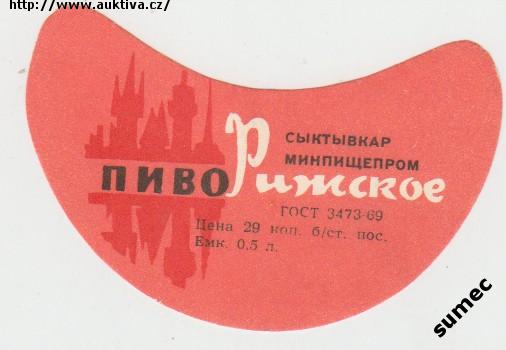 http://www.auktiva.cz/
СЫКТЫВКАР
МИНПИЩЕПРОМ
ПИВО Рижское
ГОСТ 3473-69
Цена 29 коп. б/ст. пос.
Емк. 0,5 л.
sumec